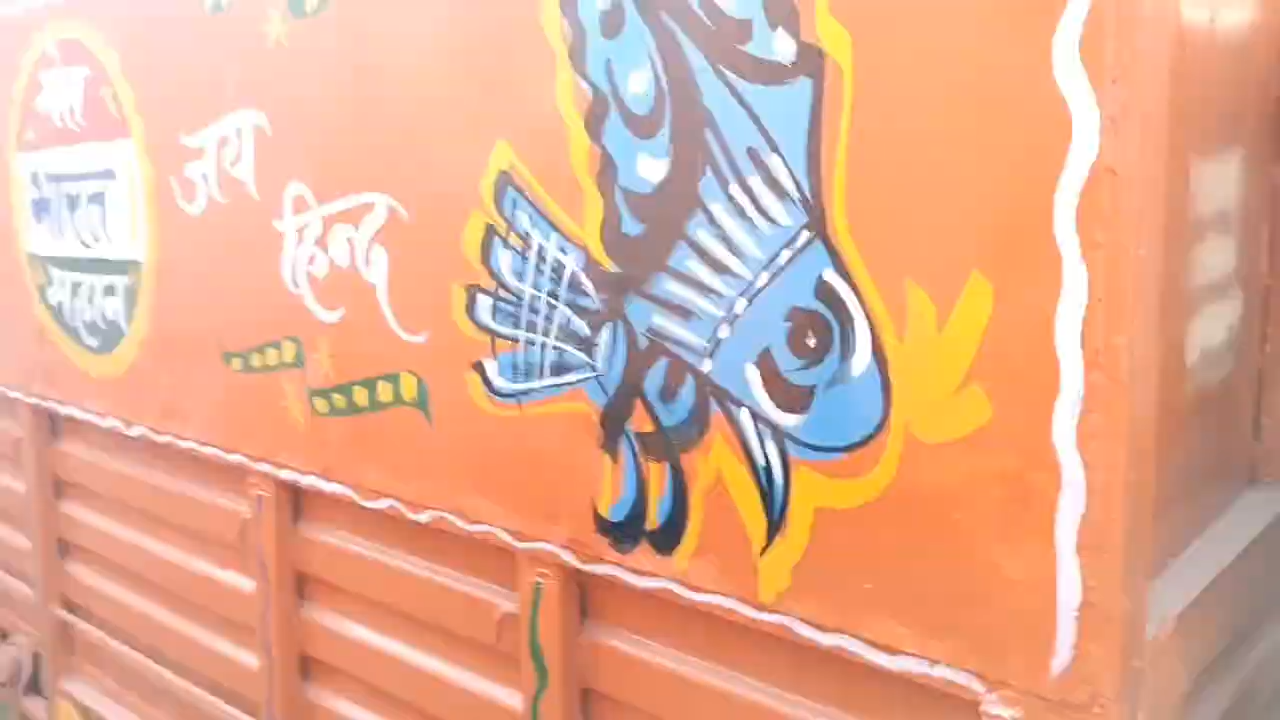 मेरा
भारत
महान
जय
हिन्द